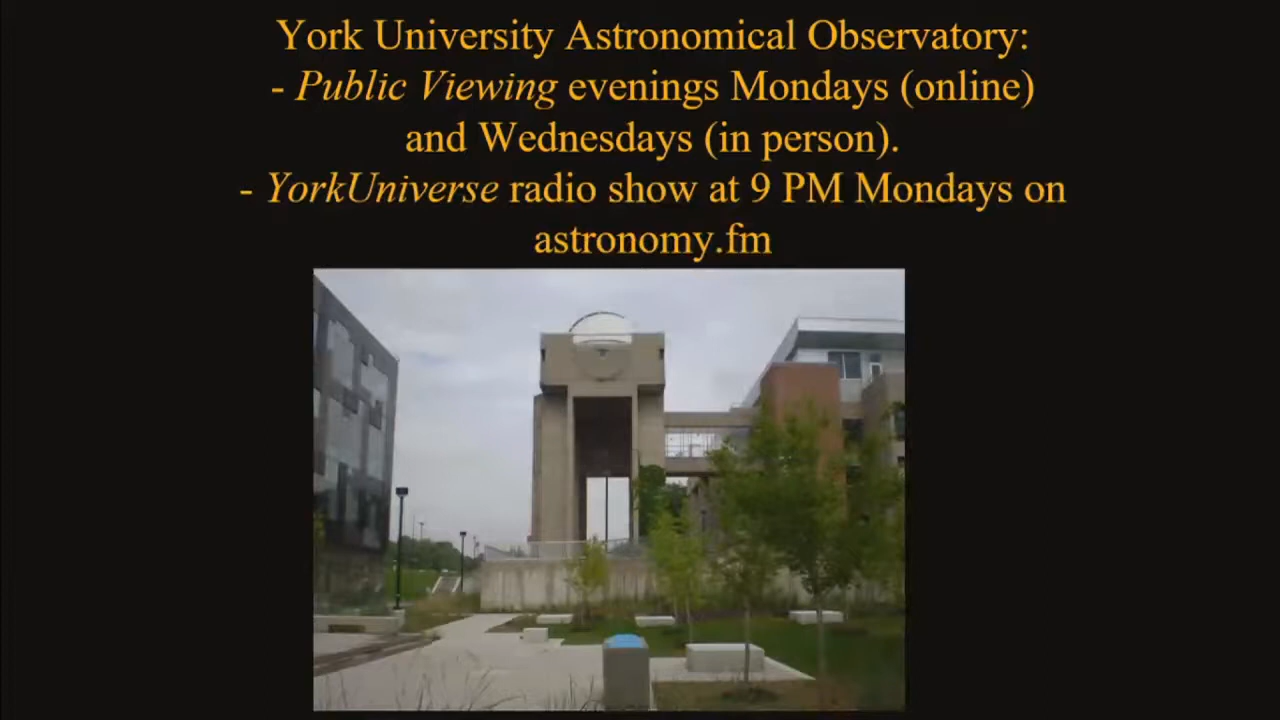 York University Astronomical Observatory:
- Public Viewing evenings Mondays (online)
and Wednesdays (in person).
- YorkUniverse radio show at 9 PM Mondays on
astronomy.fm